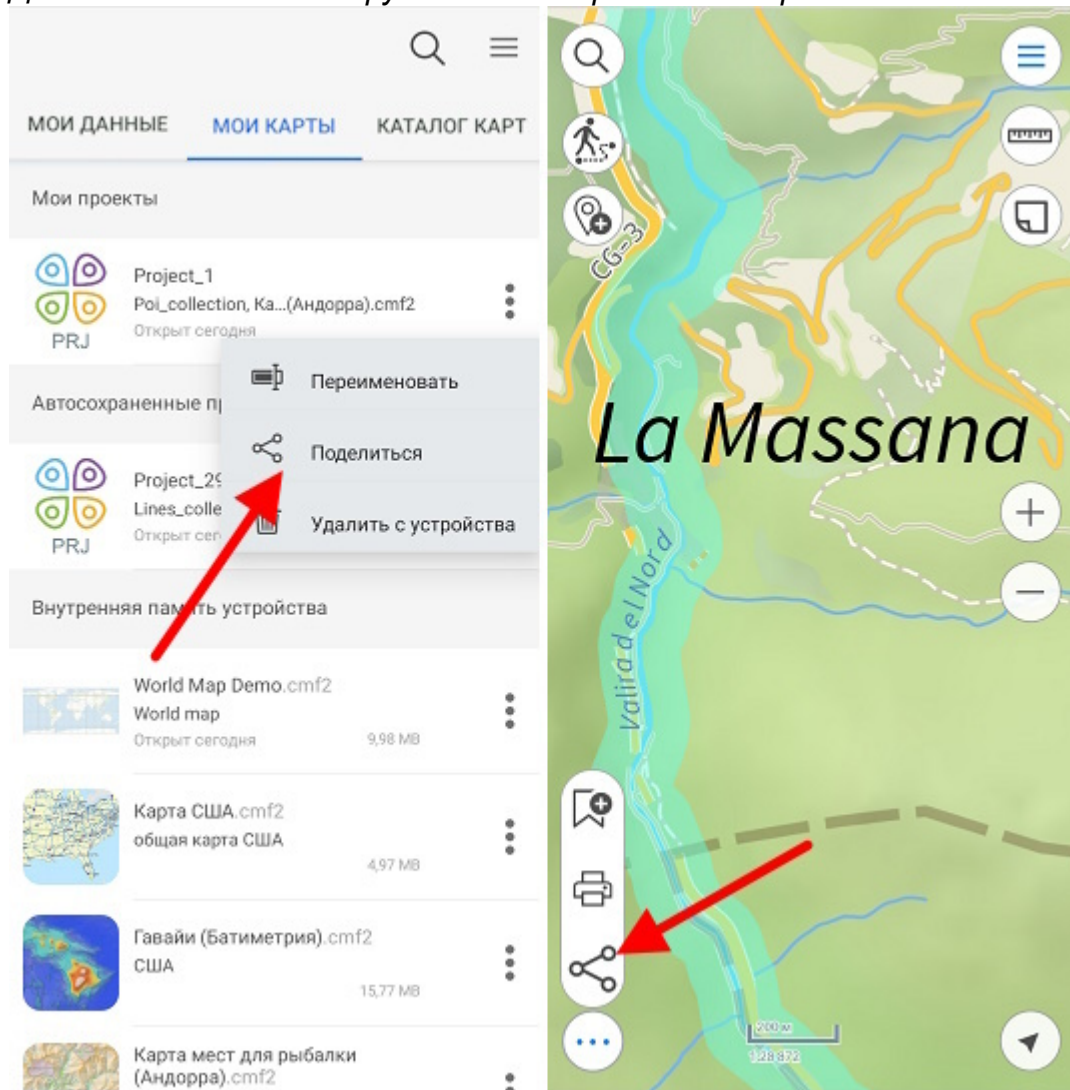 МОИ ДАННЫЕ
МОИ КАРТЫ
КАТАЛОГ КАРТ
Мои проекты
PRJ
Project_1
Poi_collection, Ка...(Андорра).cmf2
Открыт сегодня
Переименовать
Поделиться
Удалить с устройства
Автосохраненные
PRJ
Project_29
Lines_colle
Открыт
Внутренняя память устройства
World Map Demo.cmf2
World map
Открыт сегодня
9,98 MB
Карта США.cmf2
общая карта США
4,97 MB
Гавайи (Батиметрия).cmf2
США
15,77 MB
Карта мест для рыбалки
(Андорра).cmf2
CG-3
La Massana
Valira del Nord
200 м
1:28 872